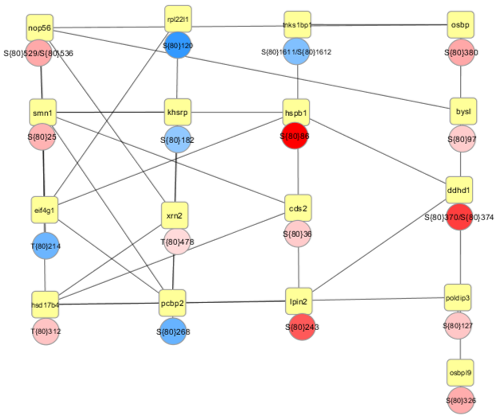 nop56
rpl22l1
tnks1bp1
osbp
S{80}529/S{80}536
S{80}120
S{80}1611/S{80}1612
S{80}380
smn1
khsrp
hspb1
bysl
S{80}25
S{80}182
S{80}86
S{80}97
eif4g1
xrn2
cds2
ddhd1
T{80}214
T{80}478
S{80}36
S{80}370/S{80}374
hsd17b4
pcbp2
lpin2
poldip3
T{80}312
S{80}268
S{80}243
S{80}127
osbpl9
S{80}326